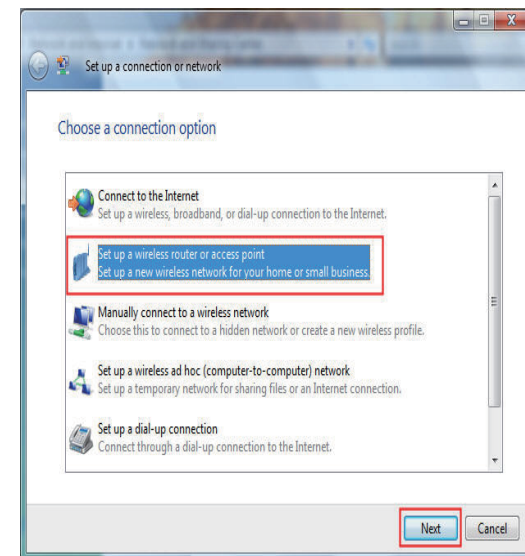 Set up a connection or network
Choose a connection option
Connect to the Internet
Set up a wireless, broadband, or dial-up connection to the Internet.
Set up a wireless router or access point
Set up a new wireless network for your home or small business.
Manually connect to a wireless network
Choose this to connect to a hidden network or create a new wireless profile.
Set up a wireless ad hoc (computer-to-computer) network
Set up a temporary network for sharing files or an Internet connection.
Set up a dial-up connection
Connect through a dial-up connection to the Internet.
Next Cancel